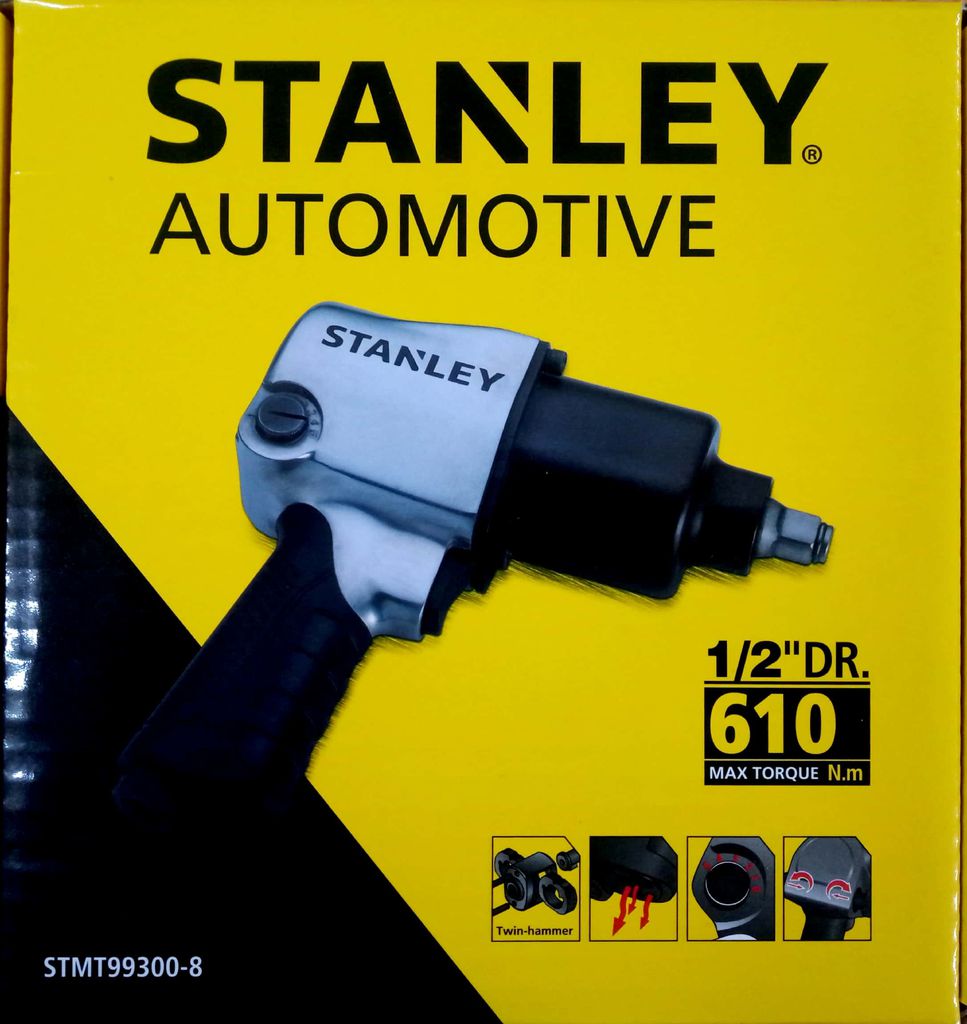 STANLEY®
AUTOMOTIVE
STANLEY
1/2"DR.
610
MAX TORQUE N.m
Twin-hammer
STMT99300-8